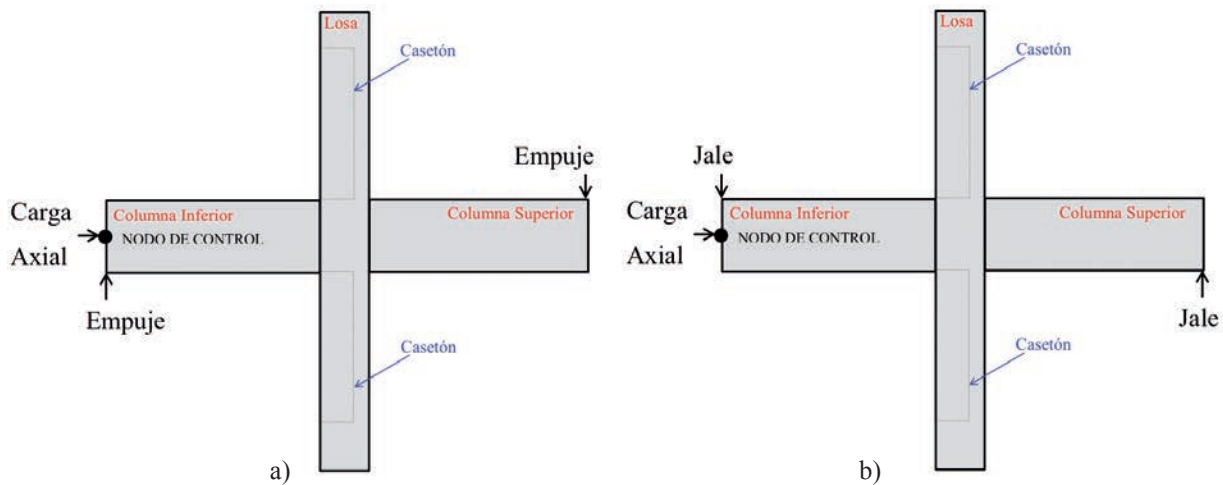 Losa
Casetón
Empuje
Carga
Axial
Columna Inferior
Columna Superior
NODO DE CONTROL
Empuje
Casetón
a)
Losa
Casetón
Jale
Carga
Axial
Columna Inferior
Columna Superior
NODO DE CONTROL
Jale
Casetón
b)